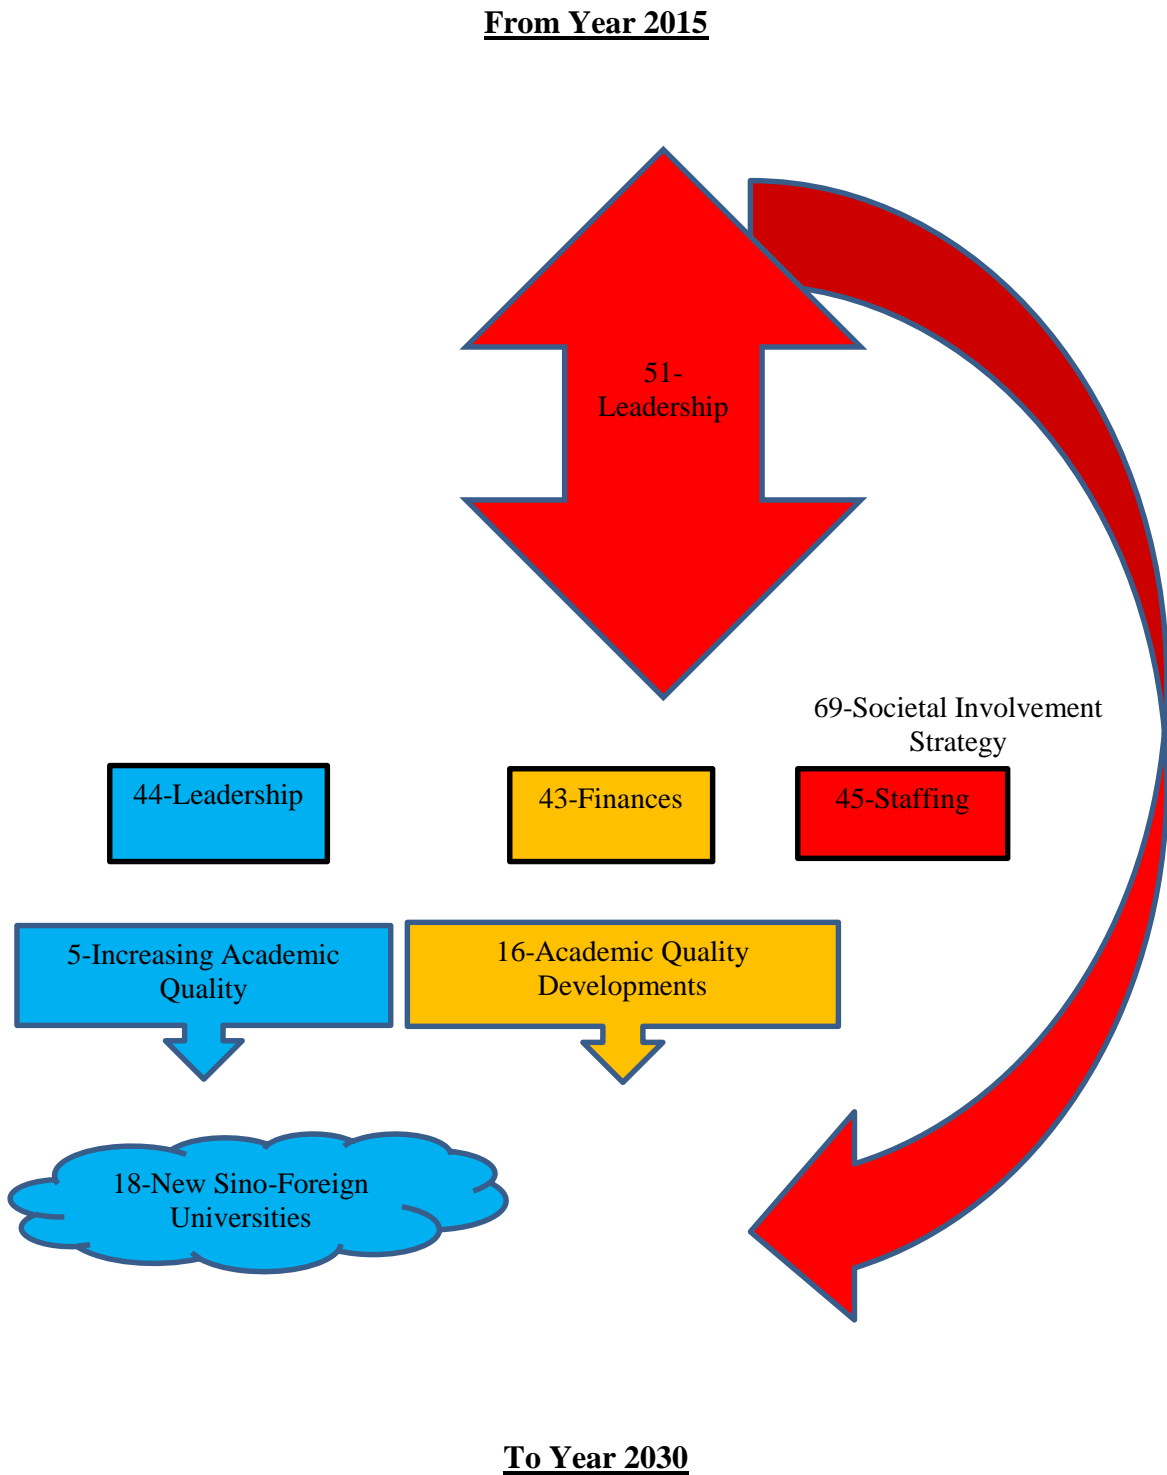 From Year 2015
51-
Leadership
69-Societal Involvement
Strategy
44-Leadership
43-Finances
45-Staffing
5-Increasing Academic
Quality
16-Academic Quality
Developments
18-New Sino-Foreign
Universities
To Year 2030